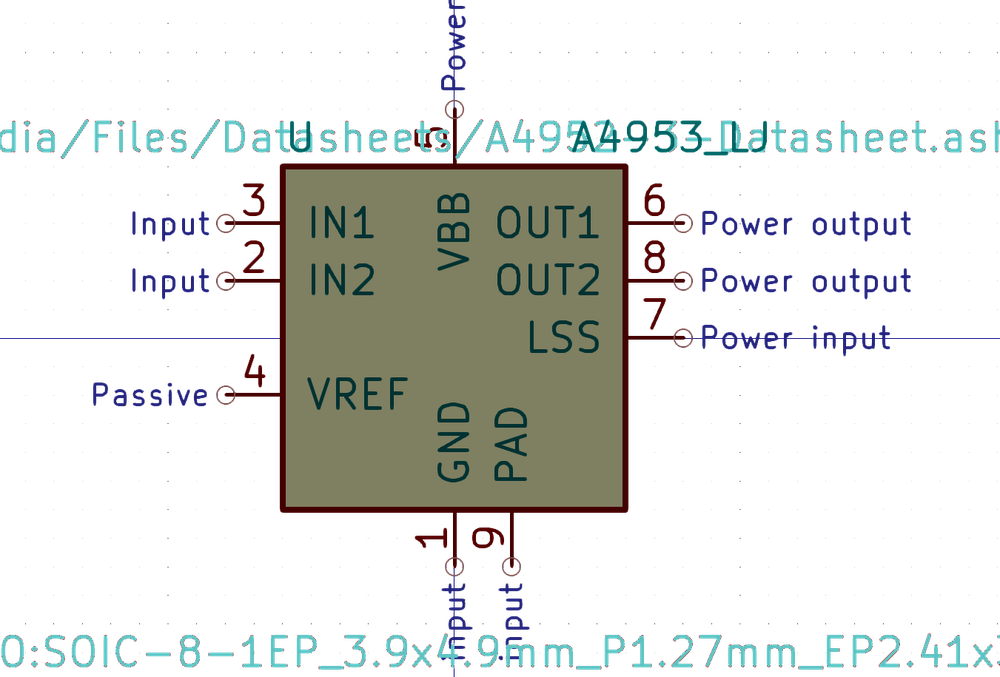 Power
dia/Files/Datasheets/A4952-3-Datasheet.ash
U
A4953_LJ
5
Input 3 IN1
VBB
OUT1 6 Power output
Input 2 IN2
OUT2 8 Power output
LSS 7 Power input
Passive 4 VREF
GND
PAD
1
9
input
input
O:SOIC-8-1EP_3.9x4.9mm_P1.27mm_EP2.41x3